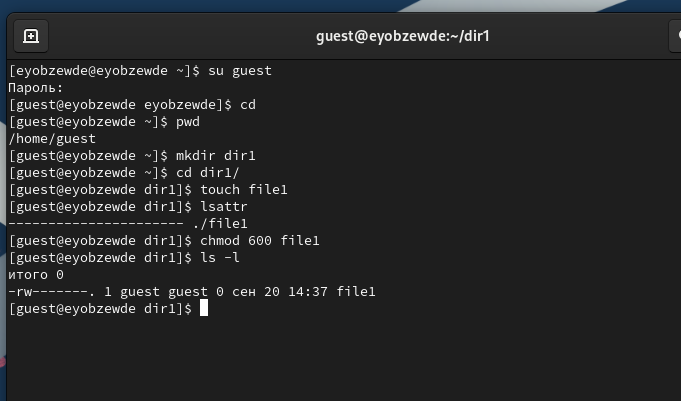 guest@eyobzewde:~/dir1
[eyobzewde@eyobzewde ~]$ su guest
Пароль:
[guest@eyobzewde eyobzewde]$ cd
[guest@eyobzewde ~]$ pwd
/home/guest
[guest@eyobzewde ~]$ mkdir dir1
[guest@eyobzewde ~]$ cd dir1/
[guest@eyobzewde dir1]$ touch file1
[guest@eyobzewde dir1]$ lsattr
---------------------- ./file1
[guest@eyobzewde dir1]$ chmod 600 file1
[guest@eyobzewde dir1]$ ls -l
итого 0
-rw-------. 1 guest guest 0 сен 20 14:37 file1
[guest@eyobzewde dir1]$